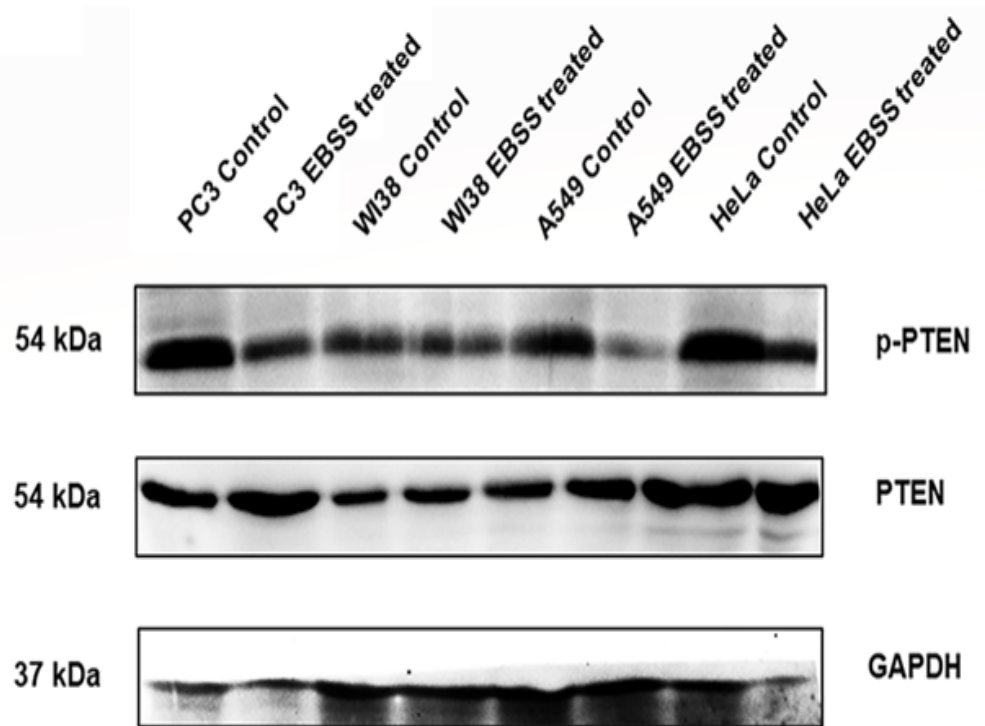 PC3 Control
PC3 EBSS treated
WI38 Control
WI38 EBSS treated
A549 Control
A549 EBSS treated
HeLa Control
HeLa EBSS treated
54 kDa
p-PTEN
54 kDa
PTEN
37 kDa
GAPDH